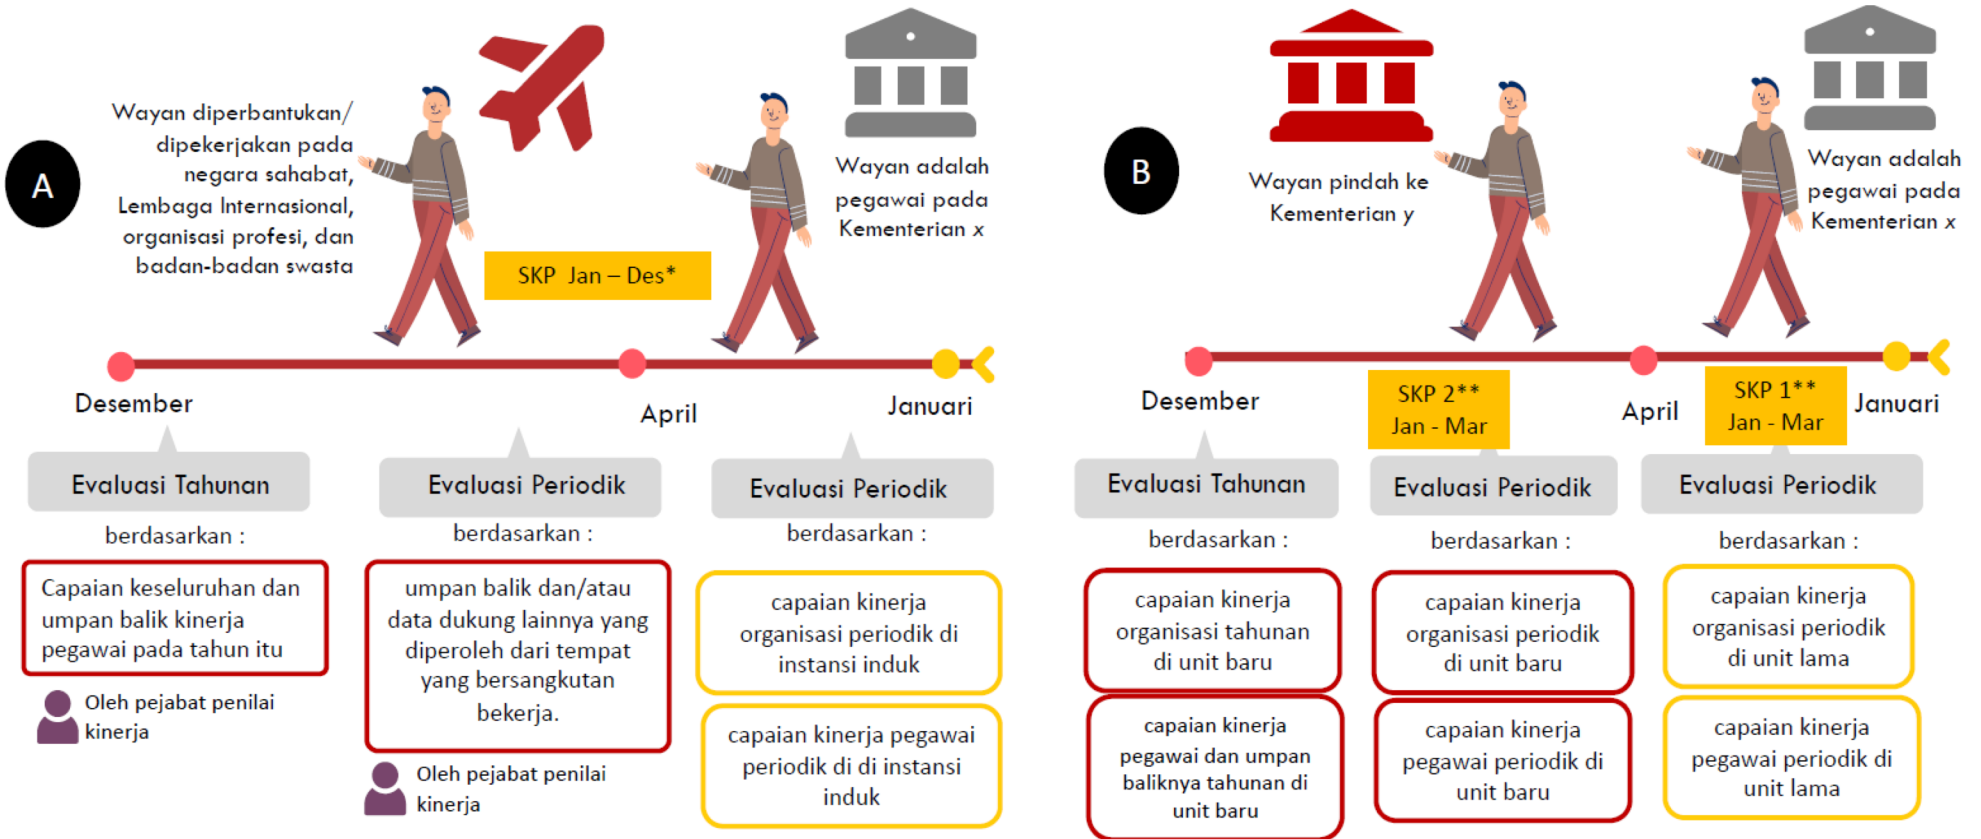 A
Wayan diperbantukan/
dipekerjakan pada
negara sahabat,
Lembaga Internasional,
organisasi profesi, dan
badan-badan swasta
Wayan adalah
pegawai pada
Kementerian x
SKP Jan – Des*
Desember
April
Januari
Evaluasi Tahunan
berdasarkan :
Capaian keseluruhan dan
umpan balik kinerja
pegawai pada tahun itu
Oleh pejabat penilai
kinerja
Evaluasi Periodik
berdasarkan :
umpan balik dan/atau
data dukung lainnya yang
diperoleh dari tempat
yang bersangkutan
bekerja.
Oleh pejabat penilai
kinerja
Evaluasi Periodik
berdasarkan :
capaian kinerja
organisasi periodik di
instansi induk
capaian kinerja pegawai
periodik di di instansi
induk
B
Wayan pindah ke
Kementerian y
Wayan adalah
pegawai pada
Kementerian x
Desember
SKP 2**
Jan - Mar
April
SKP 1**
Jan - Mar
Januari
Evaluasi Tahunan
berdasarkan :
capaian kinerja
organisasi tahunan
di unit baru
capaian kinerja
pegawai dan umpan
baliknya tahunan di
unit baru
Evaluasi Periodik
berdasarkan :
capaian kinerja
organisasi periodik
di unit baru
capaian kinerja
pegawai periodik di
unit baru
Evaluasi Periodik
berdasarkan :
capaian kinerja
organisasi periodik
di unit lama
capaian kinerja
pegawai periodik di
unit lama